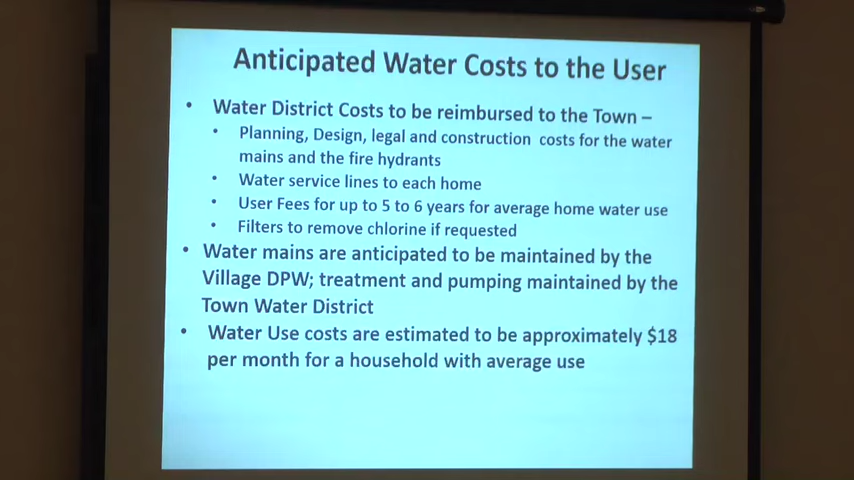 Anticipated Water Costs to the User
• Water District Costs to be reimbursed to the Town –
• Planning, Design, legal and construction costs for the water
mains and the fire hydrants
• Water service lines to each home
• User Fees for up to 5 to 6 years for average home water use
• Filters to remove chlorine if requested
• Water mains are anticipated to be maintained by the
Village DPW; treatment and pumping maintained by the
Town Water District
• Water Use costs are estimated to be approximately $18
per month for a household with average use